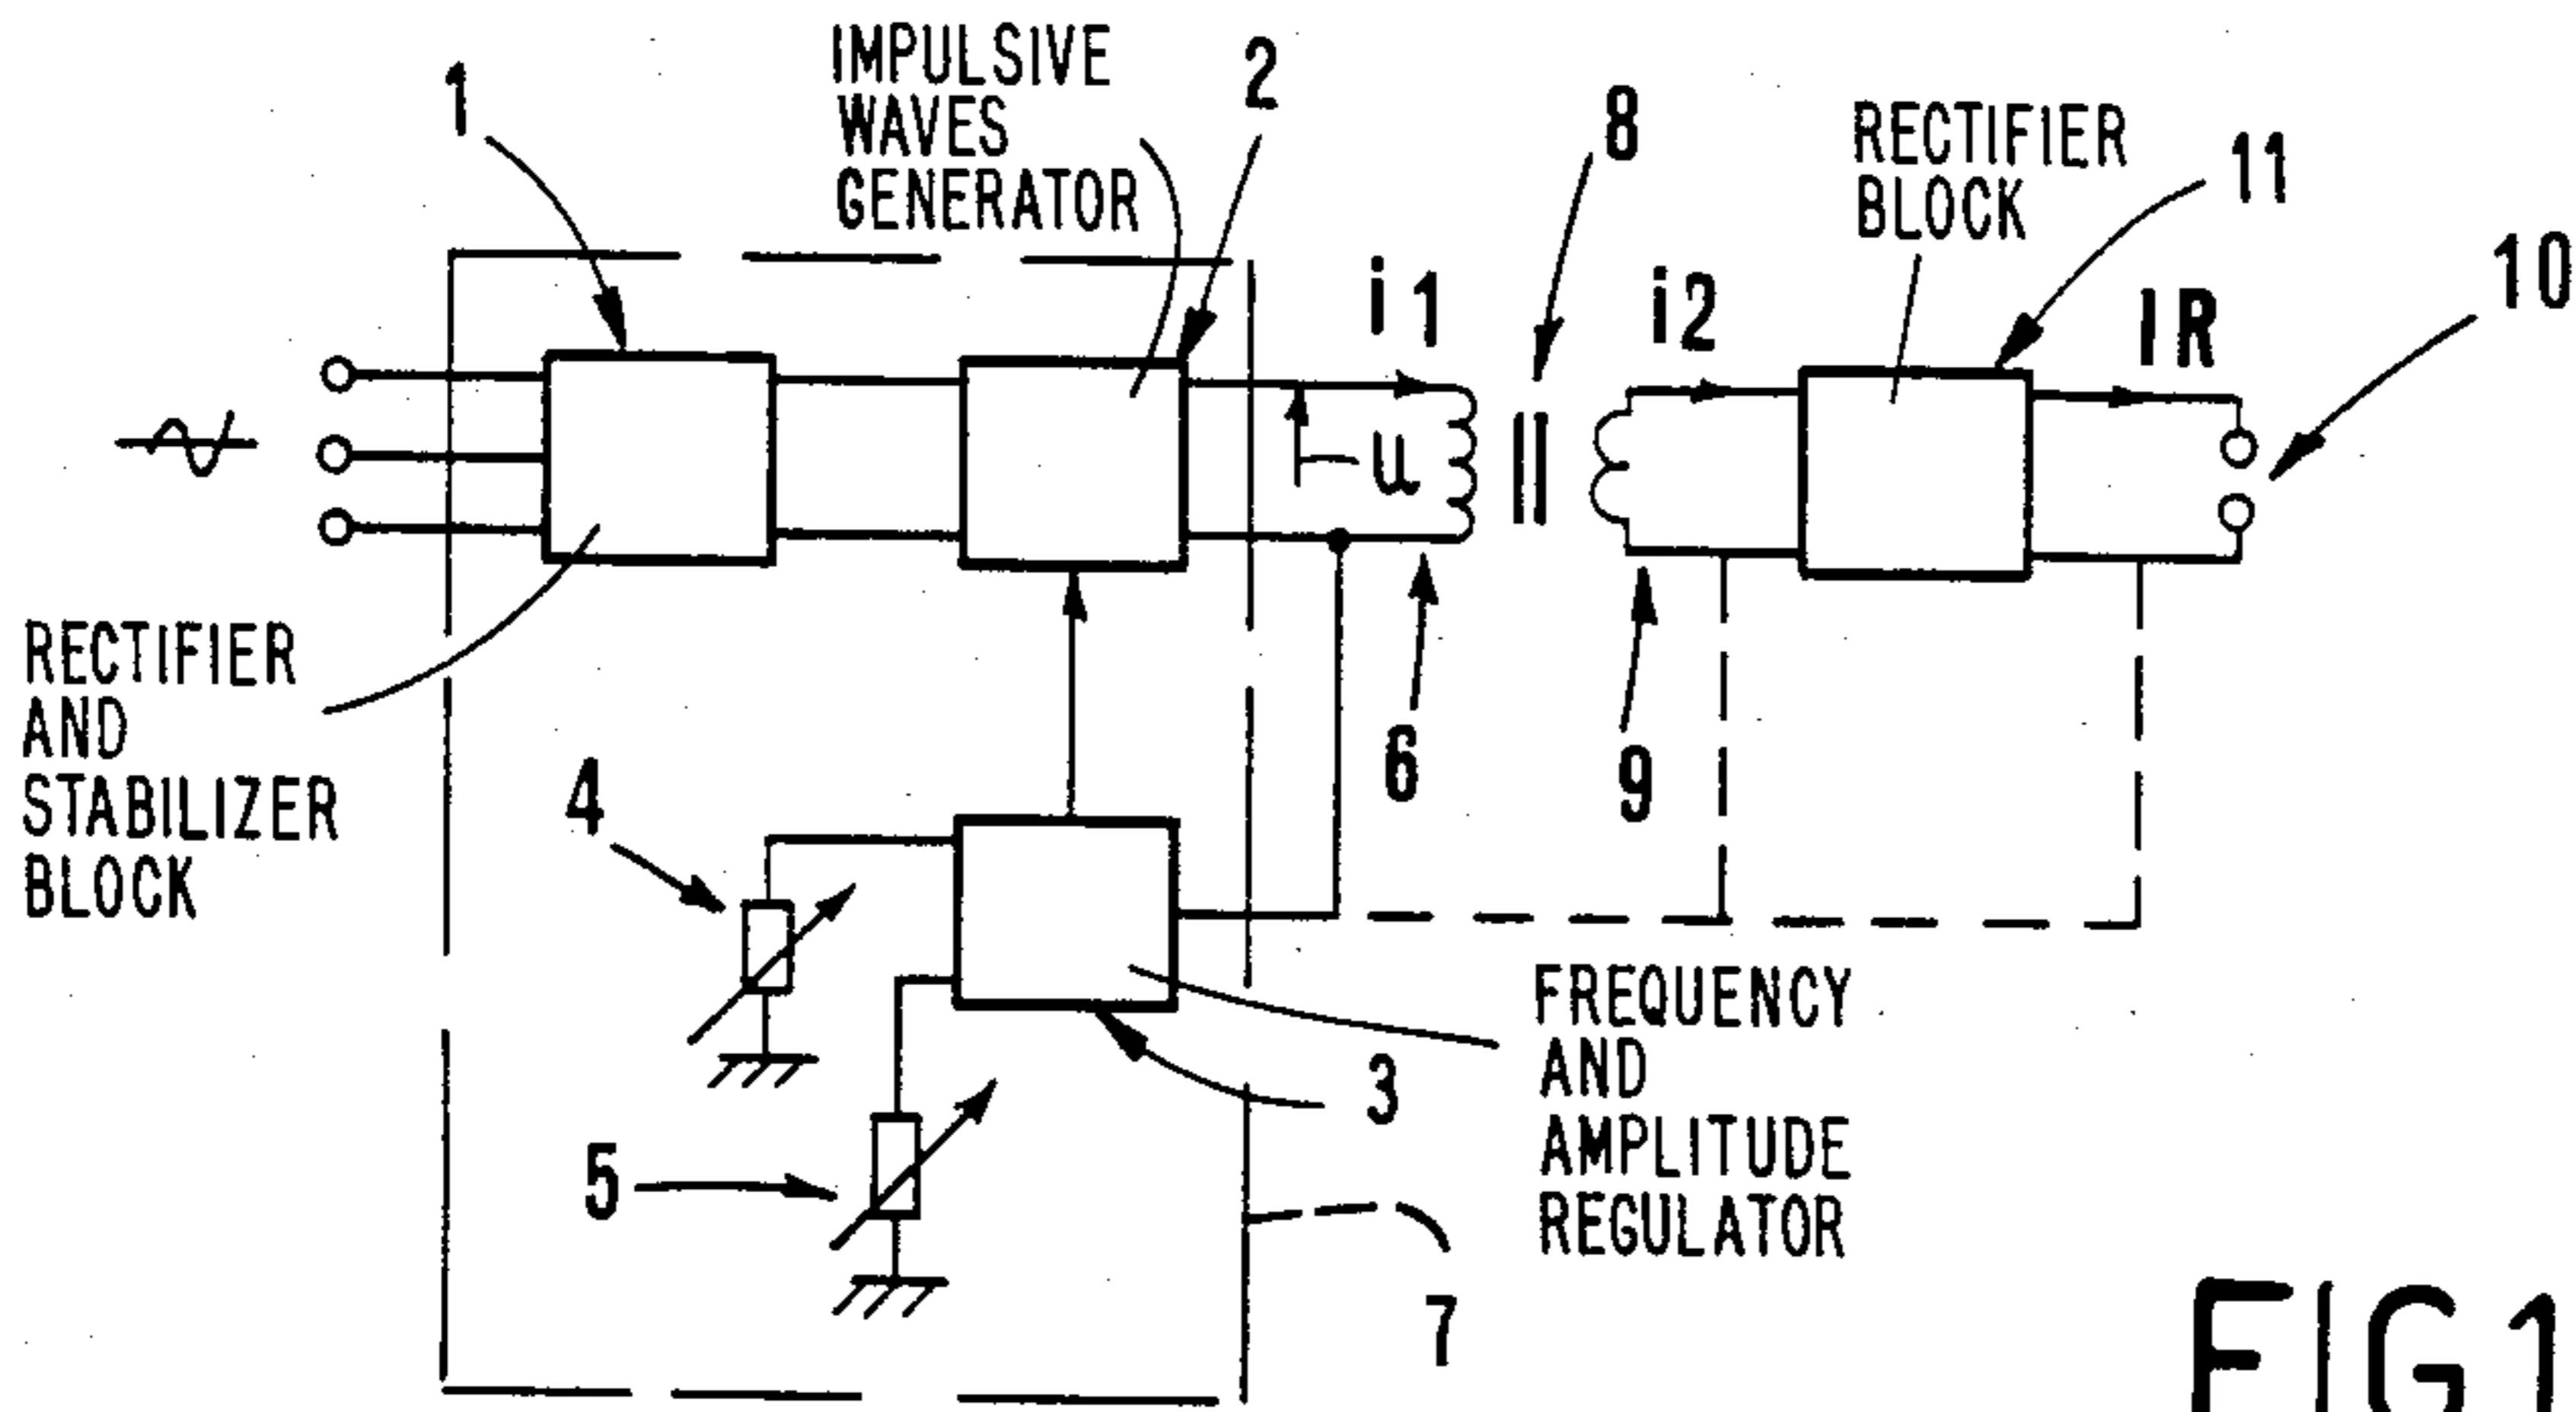 IMPULSIVE
WAVES
GENERATOR
1
2
8
RECTIFIER
BLOCK
11
10
i1
i2
IR
u
RECTIFIER
AND
STABILIZER
BLOCK
6
9
4
3
FREQUENCY
AND
AMPLITUDE
REGULATOR
5
7
FIG1